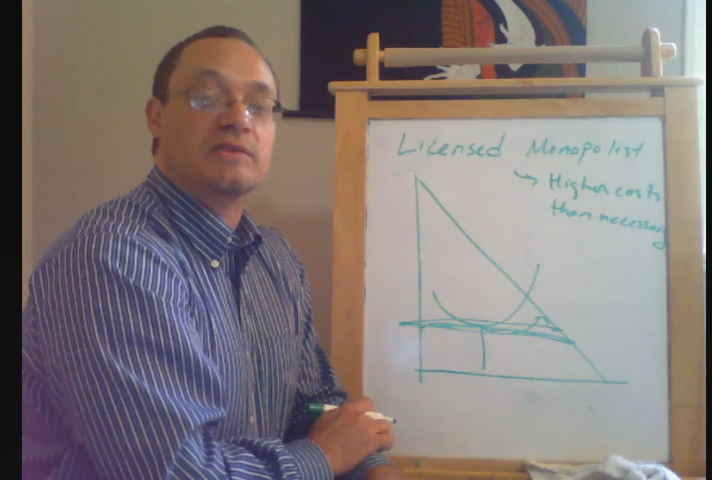 Licensed Monopolist
Higher costs
than necessary